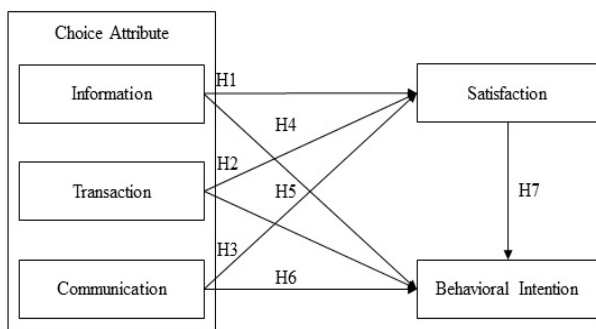 Choice Attribute
Information
H1
Satisfaction
H4
Transaction
H2
H5
H7
H3
Communication
H6
Behavioral Intention